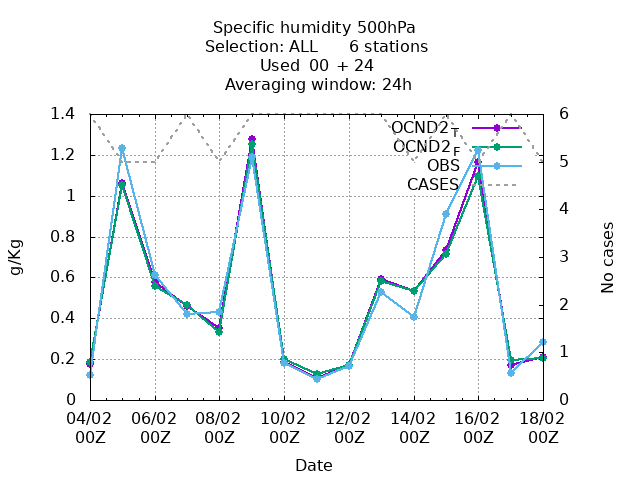 Specific humidity 500hPa
Selection: ALL      6 stations
Used  00 + 24
Averaging window: 24h
1.4
1.2
1
0.8
0.6
0.4
0.2
0
g/Kg
6
5
4
3
2
1
0
No cases
OCND2_T
OCND2_F
OBS
CASES
04/02 06/02 08/02 10/02 12/02 14/02 16/02 18/02
00Z 00Z 00Z 00Z 00Z 00Z 00Z 00Z
Date